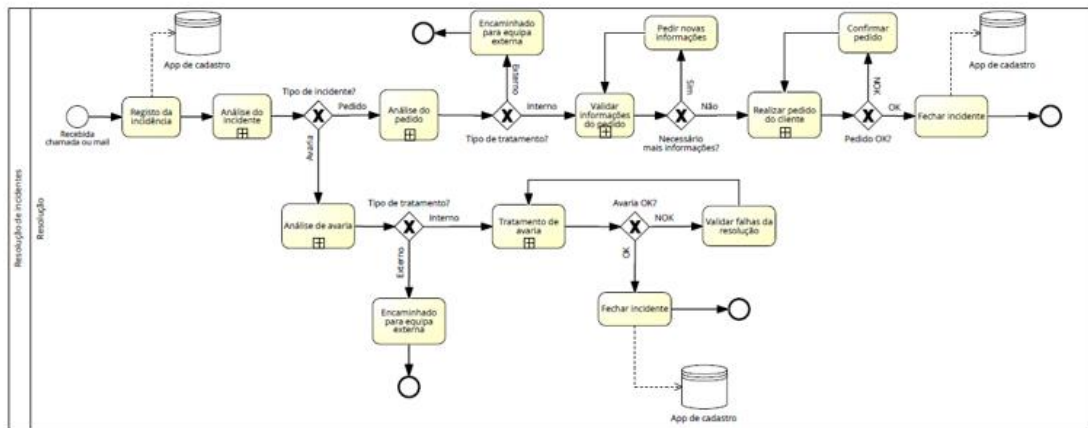 Resolução de incidentes
Resolução
Recebida
chamada ou mail
Registo da
incidência
App de cadastro
Análise do
incidente
Tipo de incidente?
Pedido
Avaria
Análise do
pedido
Tipo de tratamento?
Externo
Encaminhado
para equipa
externa
Interno
Validar
informações
do pedido
Pedir novas
informações
Sim
Não
Necessário
mais informações?
Realizar pedido
do cliente
Confirmar
pedido
NOK
OK
Pedido OK?
Fechar incidente
App de cadastro
Análise de avaria
Tipo de tratamento?
Interno
Externo
Encaminhado
para equipa
externa
Tratamento de
avaria
Avaria OK?
NOK
OK
Validar falhas da
resolução
Fechar incidente
App de cadastro